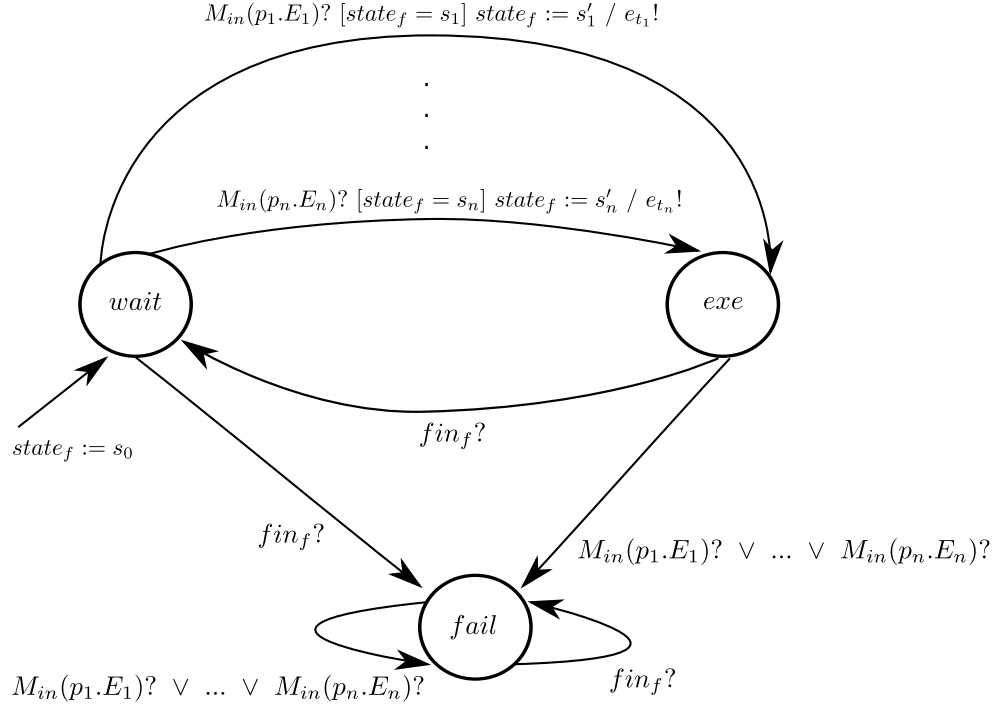 M_{in}(p_1.E_1)? [state_f = s_1] state_f := s'_1 / e_{t_1}!
.
.
.
M_{in}(p_n.E_n)? [state_f = s_n] state_f := s'_n / e_{t_n}!
wait
exe
fin_f?
state_f := s_0
fin_f?
M_{in}(p_1.E_1)? ∨ ... ∨ M_{in}(p_n.E_n)?
fail
M_{in}(p_1.E_1)? ∨ ... ∨ M_{in}(p_n.E_n)?
fin_f?